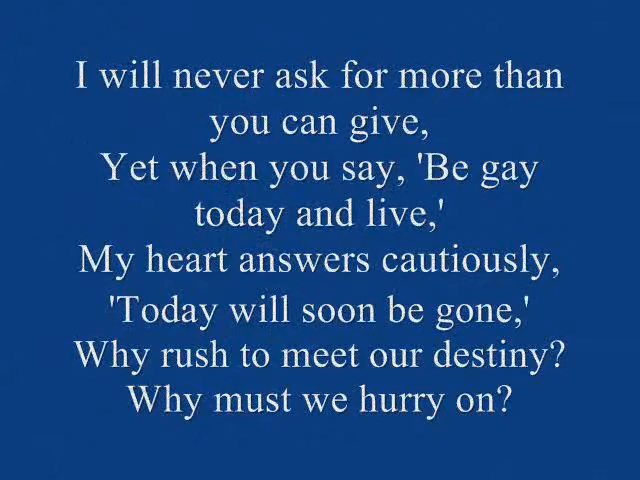 I will never ask for more than
you can give,
Yet when you say, 'Be gay
today and live,'
My heart answers cautiously,
'Today will soon be gone,'
Why rush to meet our destiny?
Why must we hurry on?